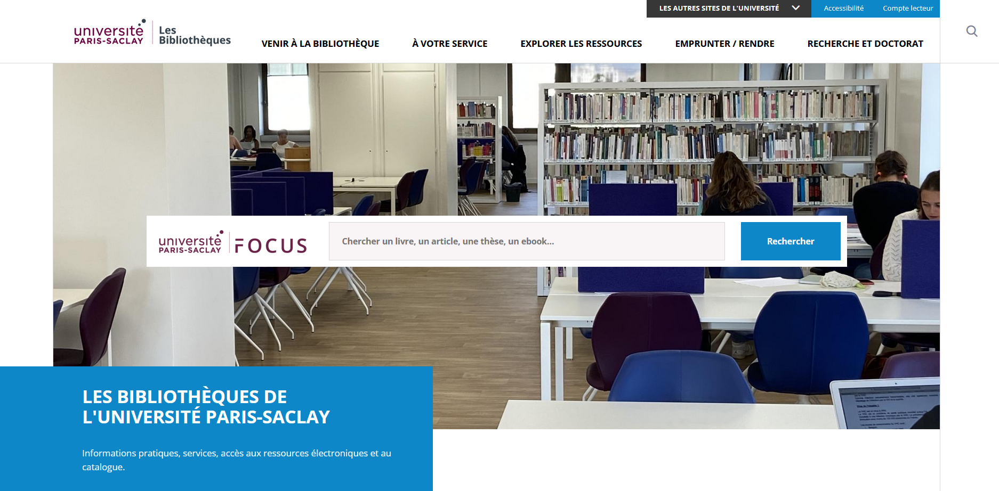 LES AUTRES SITES DE L'UNIVERSITÉ
Accessibilité
Compte lecteur
université
PARIS-SACLAY
Les
Bibliothèques
VENIR À LA BIBLIOTHÈQUE
À VOTRE SERVICE
EXPLORER LES RESSOURCES
EMPRUNTER / RENDRE
RECHERCHE ET DOCTORAT
université
PARIS-SACLAY
FOCUS
Chercher un livre, un article, une thèse, un ebook...
Rechercher
LES BIBLIOTHÈQUES DE
L'UNIVERSITÉ PARIS-SACLAY
Informations pratiques, services, accès aux ressources électroniques et au
catalogue.